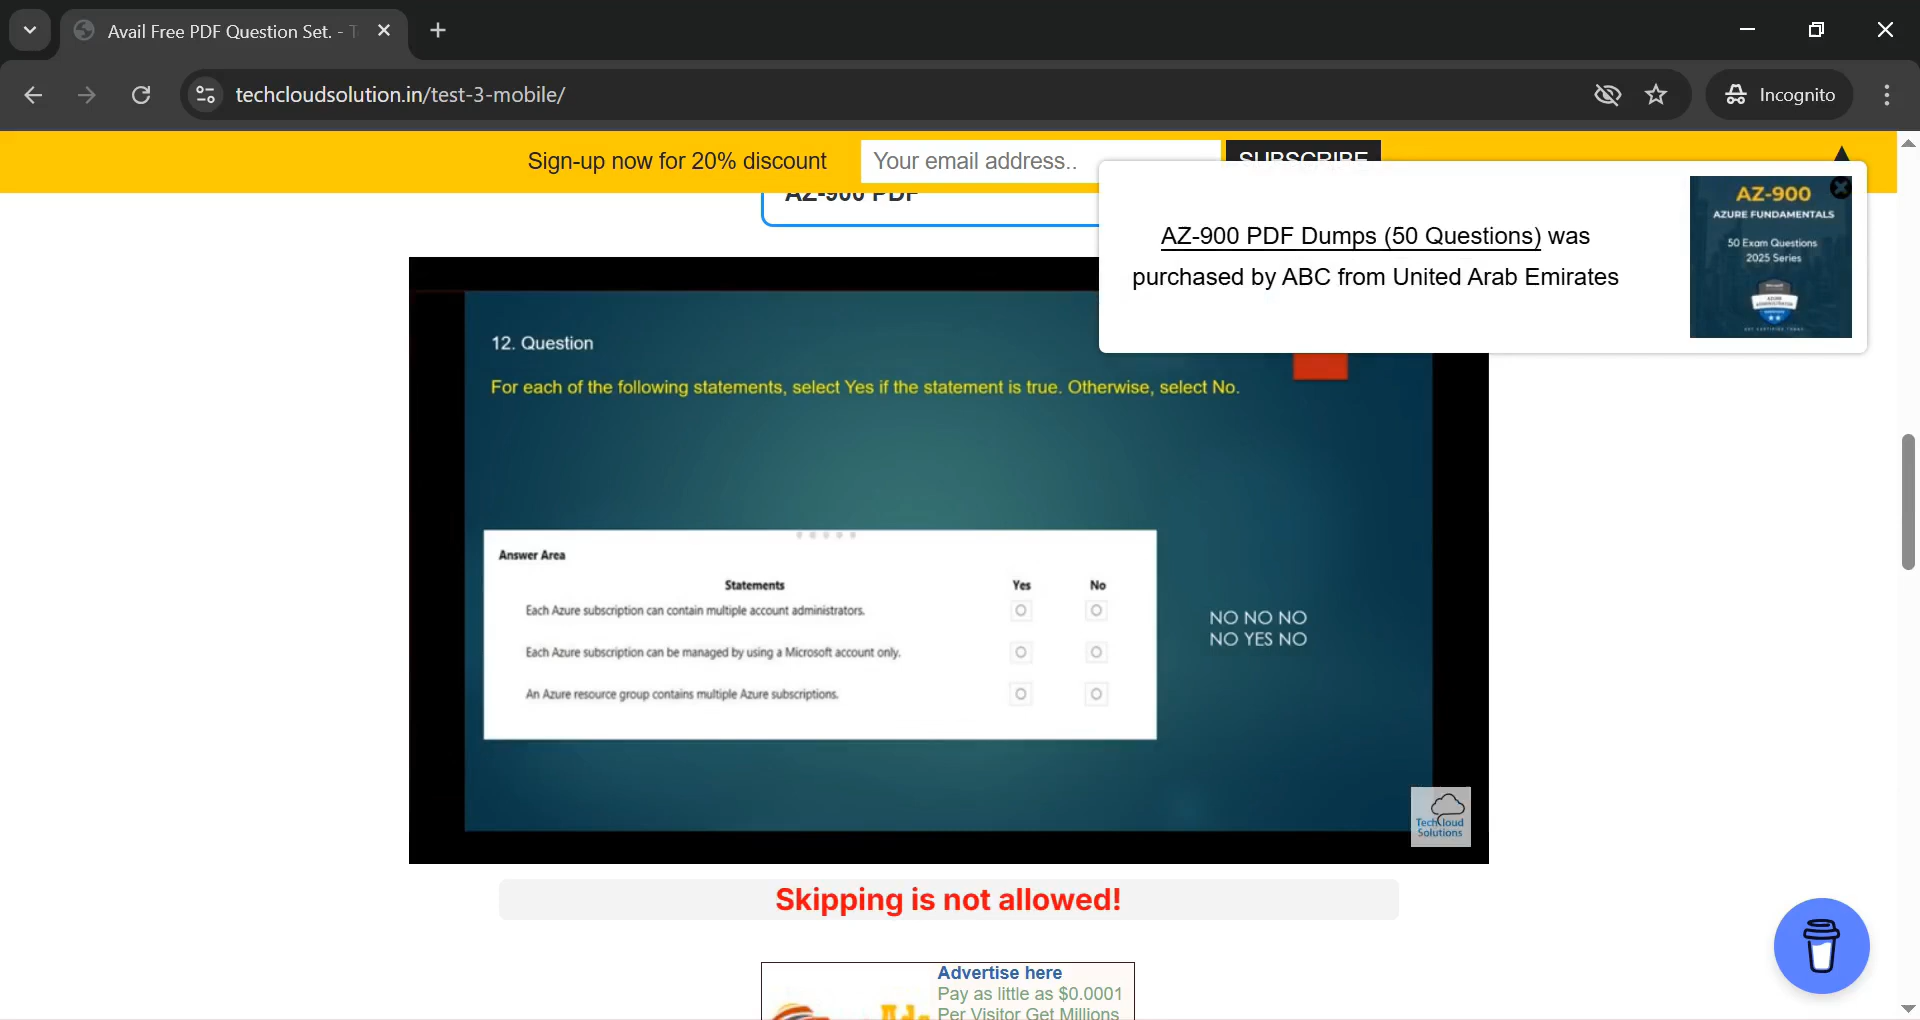 Avail Free PDF Question Set. - T
techcloudsolution.in/test-3-mobile/
Incognito
Sign-up now for 20% discount
Your email address..
SUBSCRIBE
AZ-900 PDF
AZ-900 PDF Dumps (50 Questions) was
purchased by ABC from United Arab Emirates
AZ-900
AZURE FUNDAMENTALS
50 Exam Questions
2025 Series
12. Question
For each of the following statements, select Yes if the statement is true. Otherwise, select No.
Answer Area
Statements Yes No
Each Azure subscription can contain multiple account administrators.
Each Azure subscription can be managed by using a Microsoft account only.
An Azure resource group contains multiple Azure subscriptions.
NO NO NO
NO YES NO
TechCloud
Solutions
Skipping is not allowed!
Advertise here
Pay as little as $0.0001
Per Visitor Get Millions